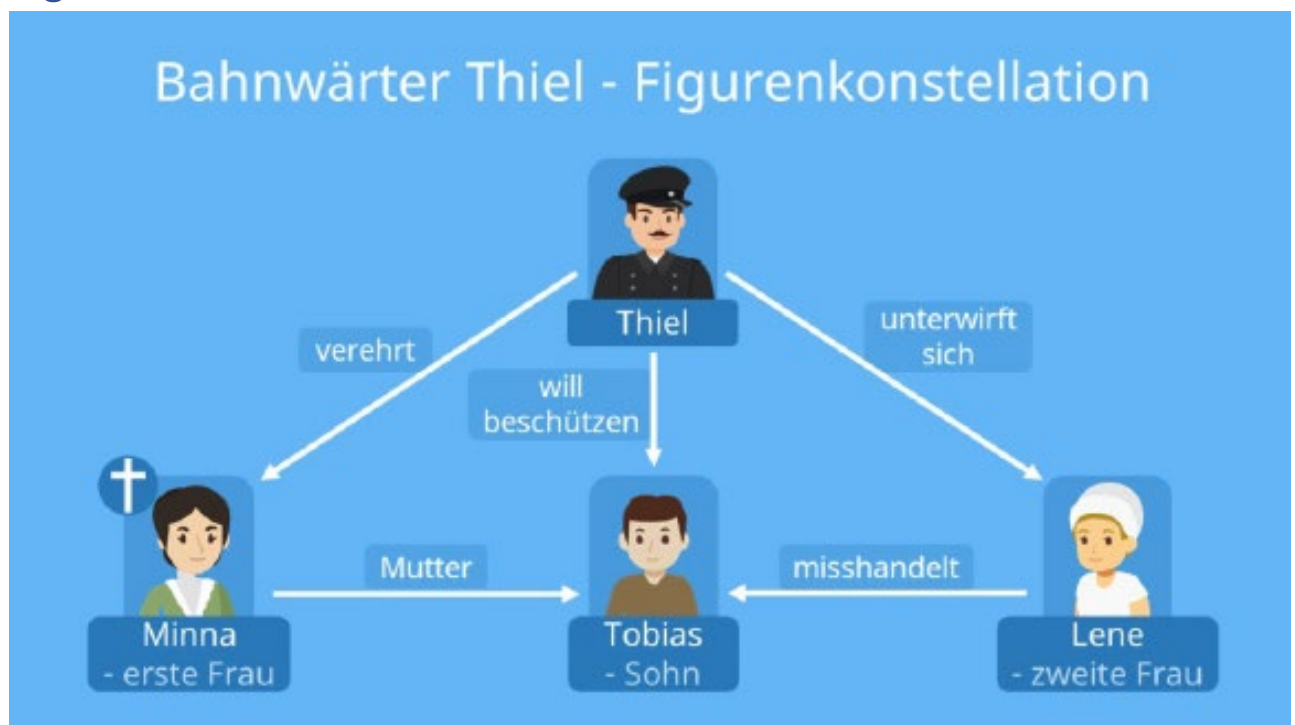 Bahnwärter Thiel - Figurenkonstellation
Thiel
verehrt
will
beschützen
unterwirft
sich
Mutter
misshandelt
Minna
- erste Frau
Tobias
- Sohn
Lene
- zweite Frau